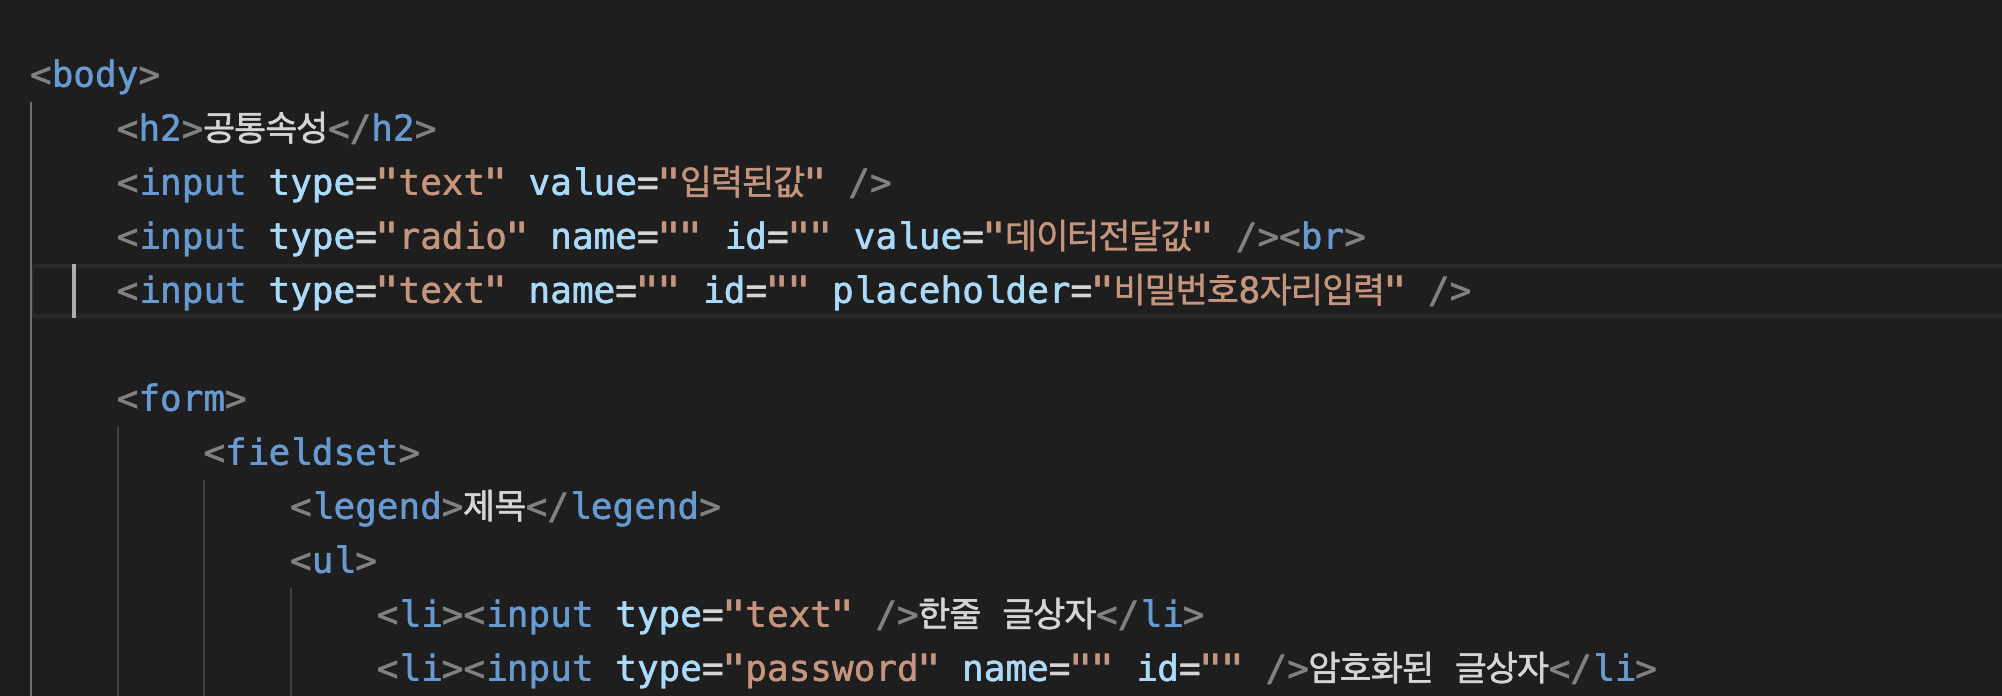 <body>
<h2>공통속성</h2>
<input type="text" value="입력된값" />
<input type="radio" name="" id="" value="데이터전달값" /><br>
<input type="text" name="" id="" placeholder="비밀번호8자리입력" />
<form>
<fieldset>
<legend>제목</legend>
<ul>
<li><input type="text" />한줄 글상자</li>
<li><input type="password" name="" id="" />암호화된 글상자</li>